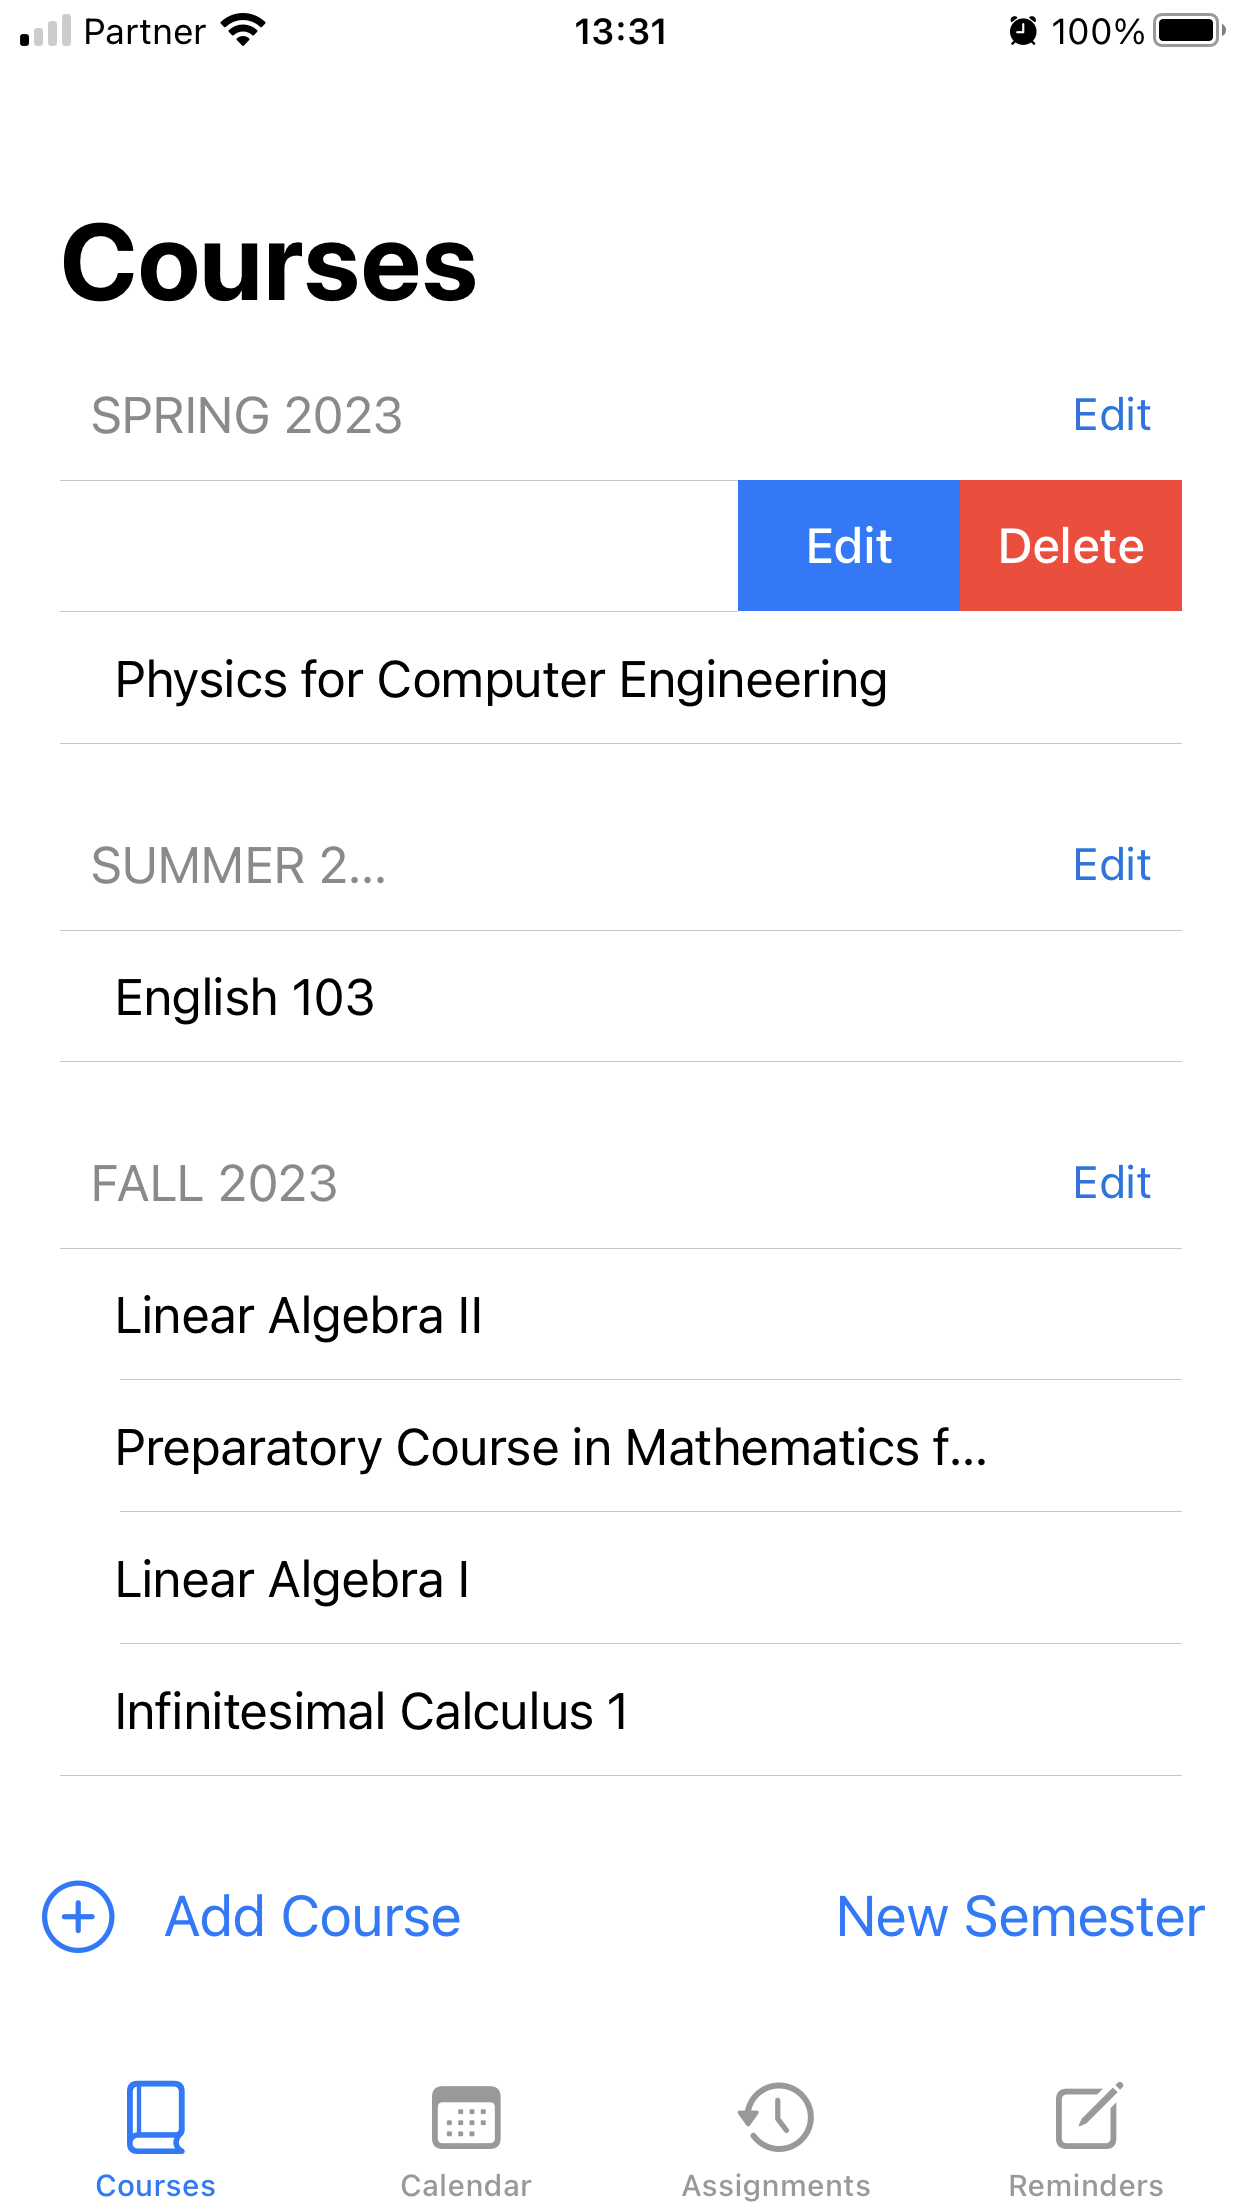 Partner 13:31 100%
Courses
SPRING 2023 Edit
Edit Delete
Physics for Computer Engineering
SUMMER 2... Edit
English 103
FALL 2023 Edit
Linear Algebra II
Preparatory Course in Mathematics f...
Linear Algebra I
Infinitesimal Calculus 1
Add Course New Semester
Courses Calendar Assignments Reminders